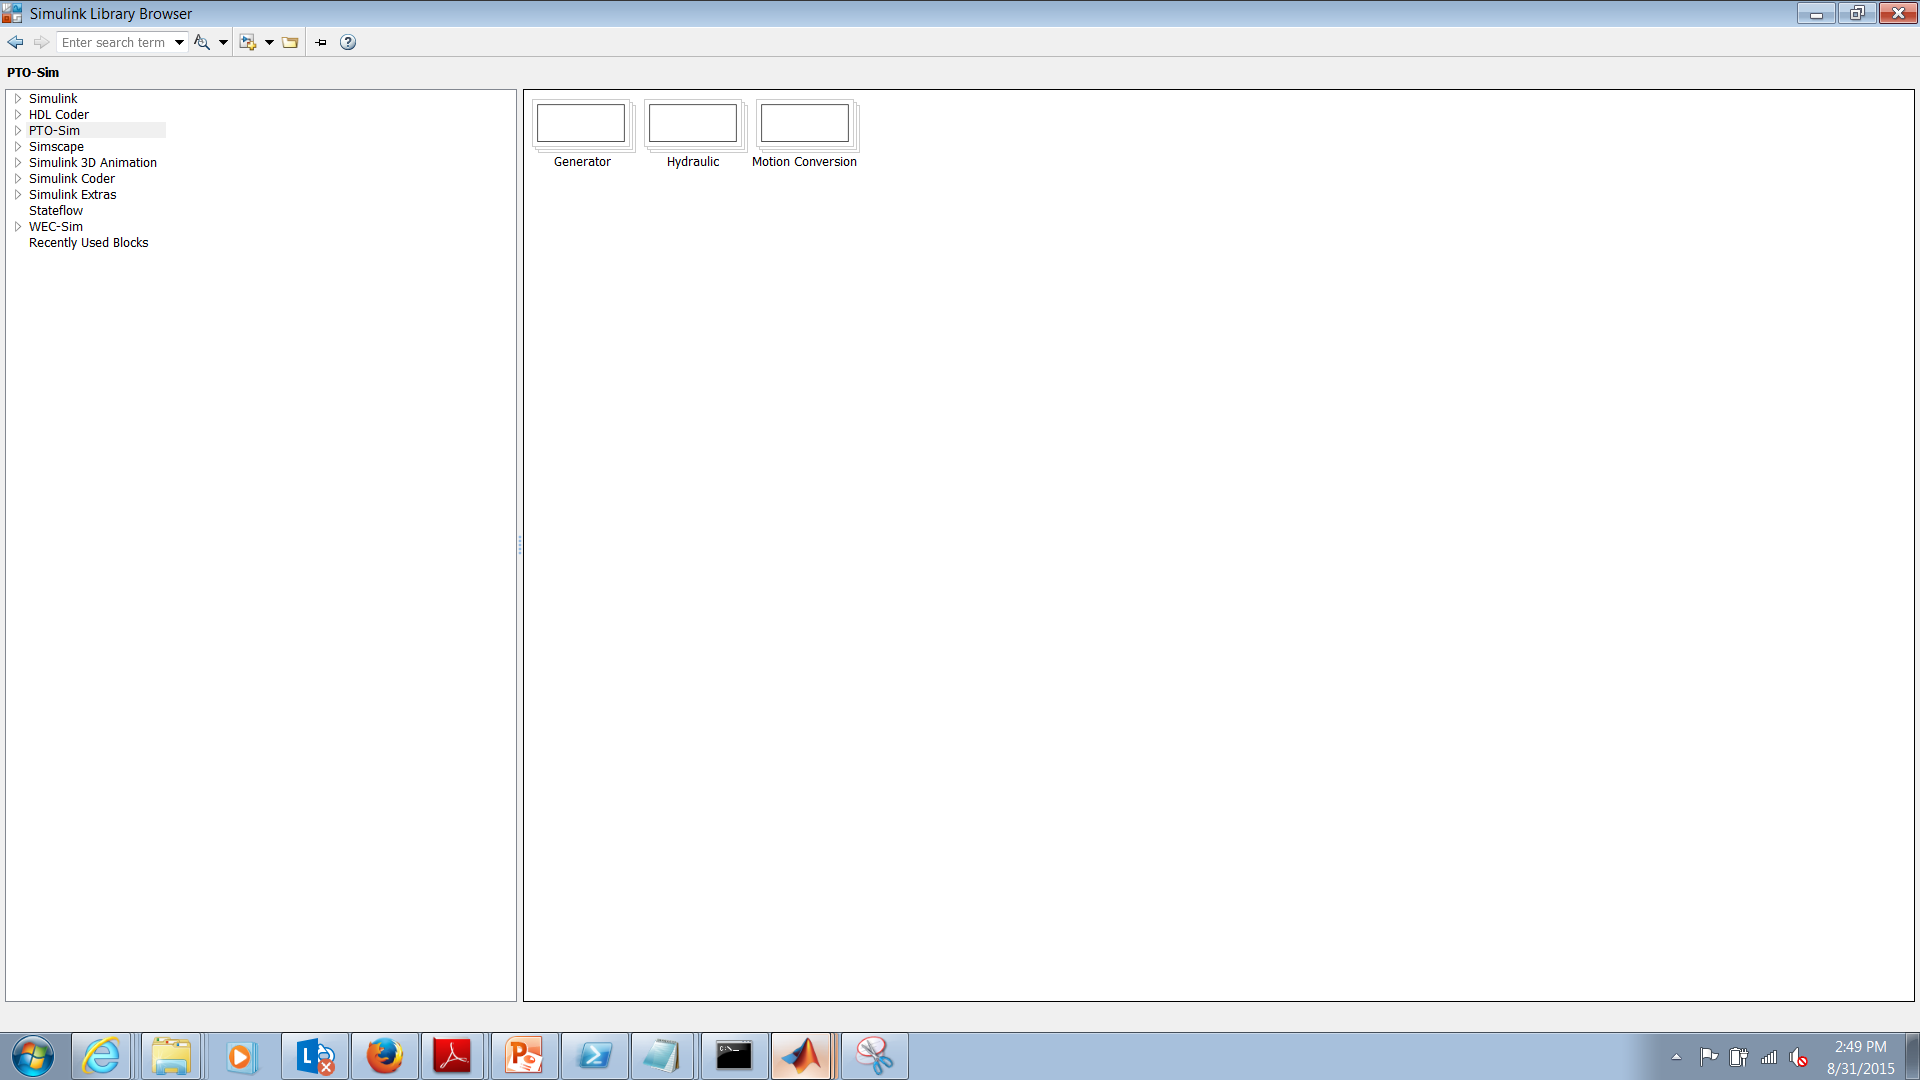 Simulink Library Browser
Enter search term
PTO-Sim
Simulink
HDL Coder
PTO-Sim
Simscape
Simulink 3D Animation
Simulink Coder
Simulink Extras
Stateflow
WEC-Sim
Recently Used Blocks
Generator
Hydraulic
Motion Conversion
2:49 PM
8/31/2015